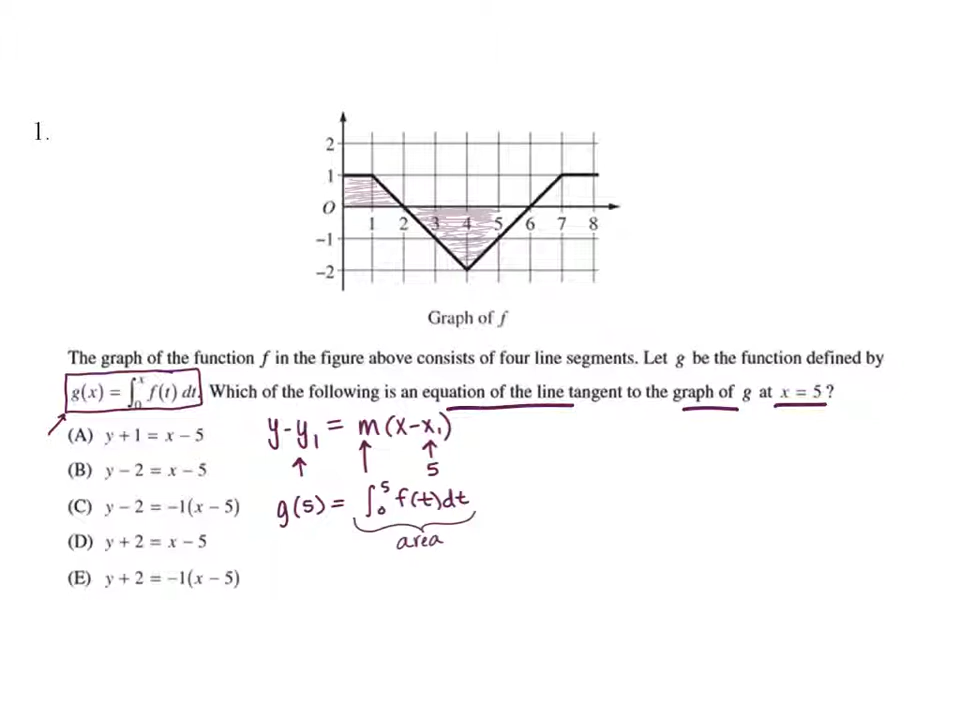 1.
2
1
O
1 2 3 4 5 6 7 8
−1
−2
Graph of f
The graph of the function f in the figure above consists of four line segments. Let g be the function defined by
g(x) = ∫₀ˣ f(t) dt. Which of the following is an equation of the line tangent to the graph of g at x = 5 ?
(A) y + 1 = x − 5
y-y₁ = m(x-x₁)
(B) y − 2 = x − 5
5
(C) y − 2 = −1(x − 5)
g(5) = ∫₀⁵ f(t)dt
(D) y + 2 = x − 5
area
(E) y + 2 = −1(x − 5)